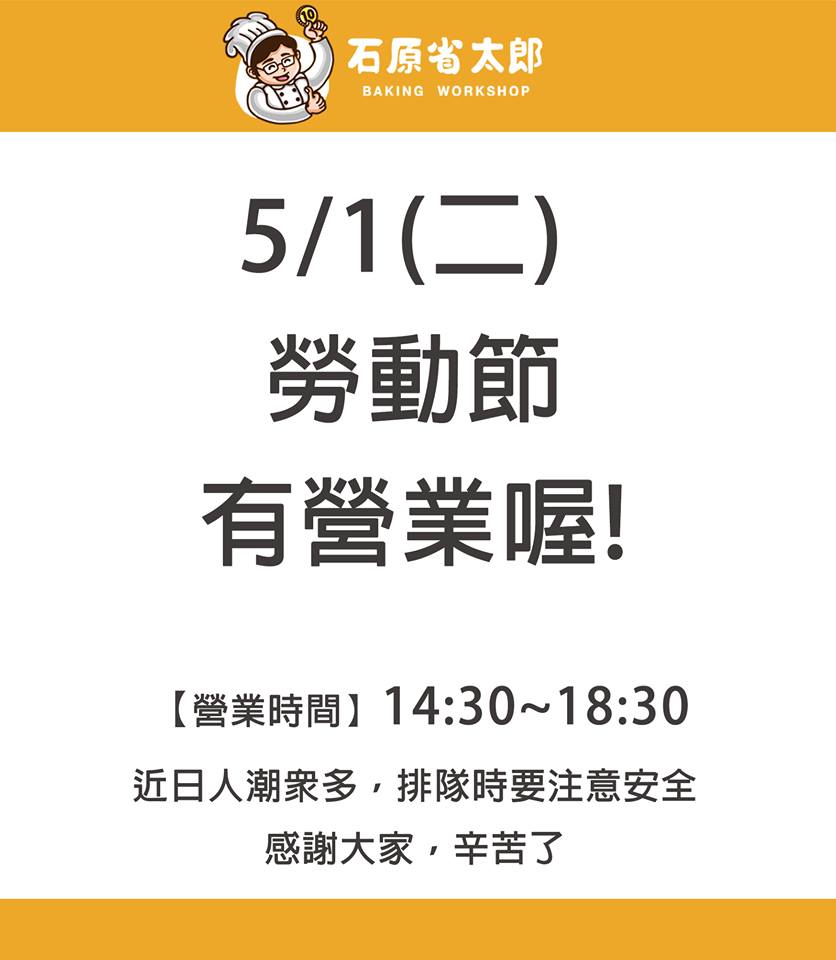 10
石原省太郎
BAKING WORKSHOP
5/1(二)
勞動節
有營業喔!
【營業時間】14:30~18:30
近日人潮眾多，排隊時要注意安全
感謝大家，辛苦了